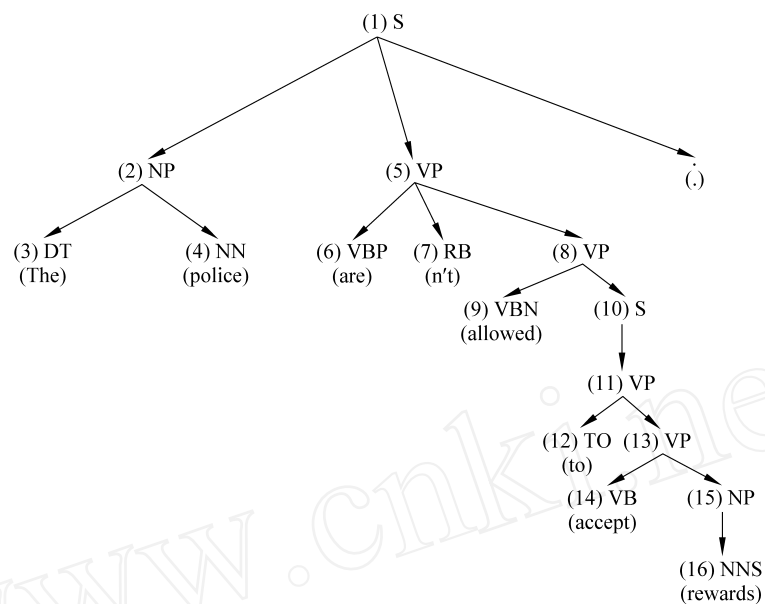 (1) S
(2) NP
(5) VP
.
(.)
(3) DT
(The)
(4) NN
(police)
(6) VBP
(are)
(7) RB
(n't)
(8) VP
(9) VBN
(allowed)
(10) S
(11) VP
(12) TO
(to)
(13) VP
(14) VB
(accept)
(15) NP
(16) NNS
(rewards)
www.cnki.ne